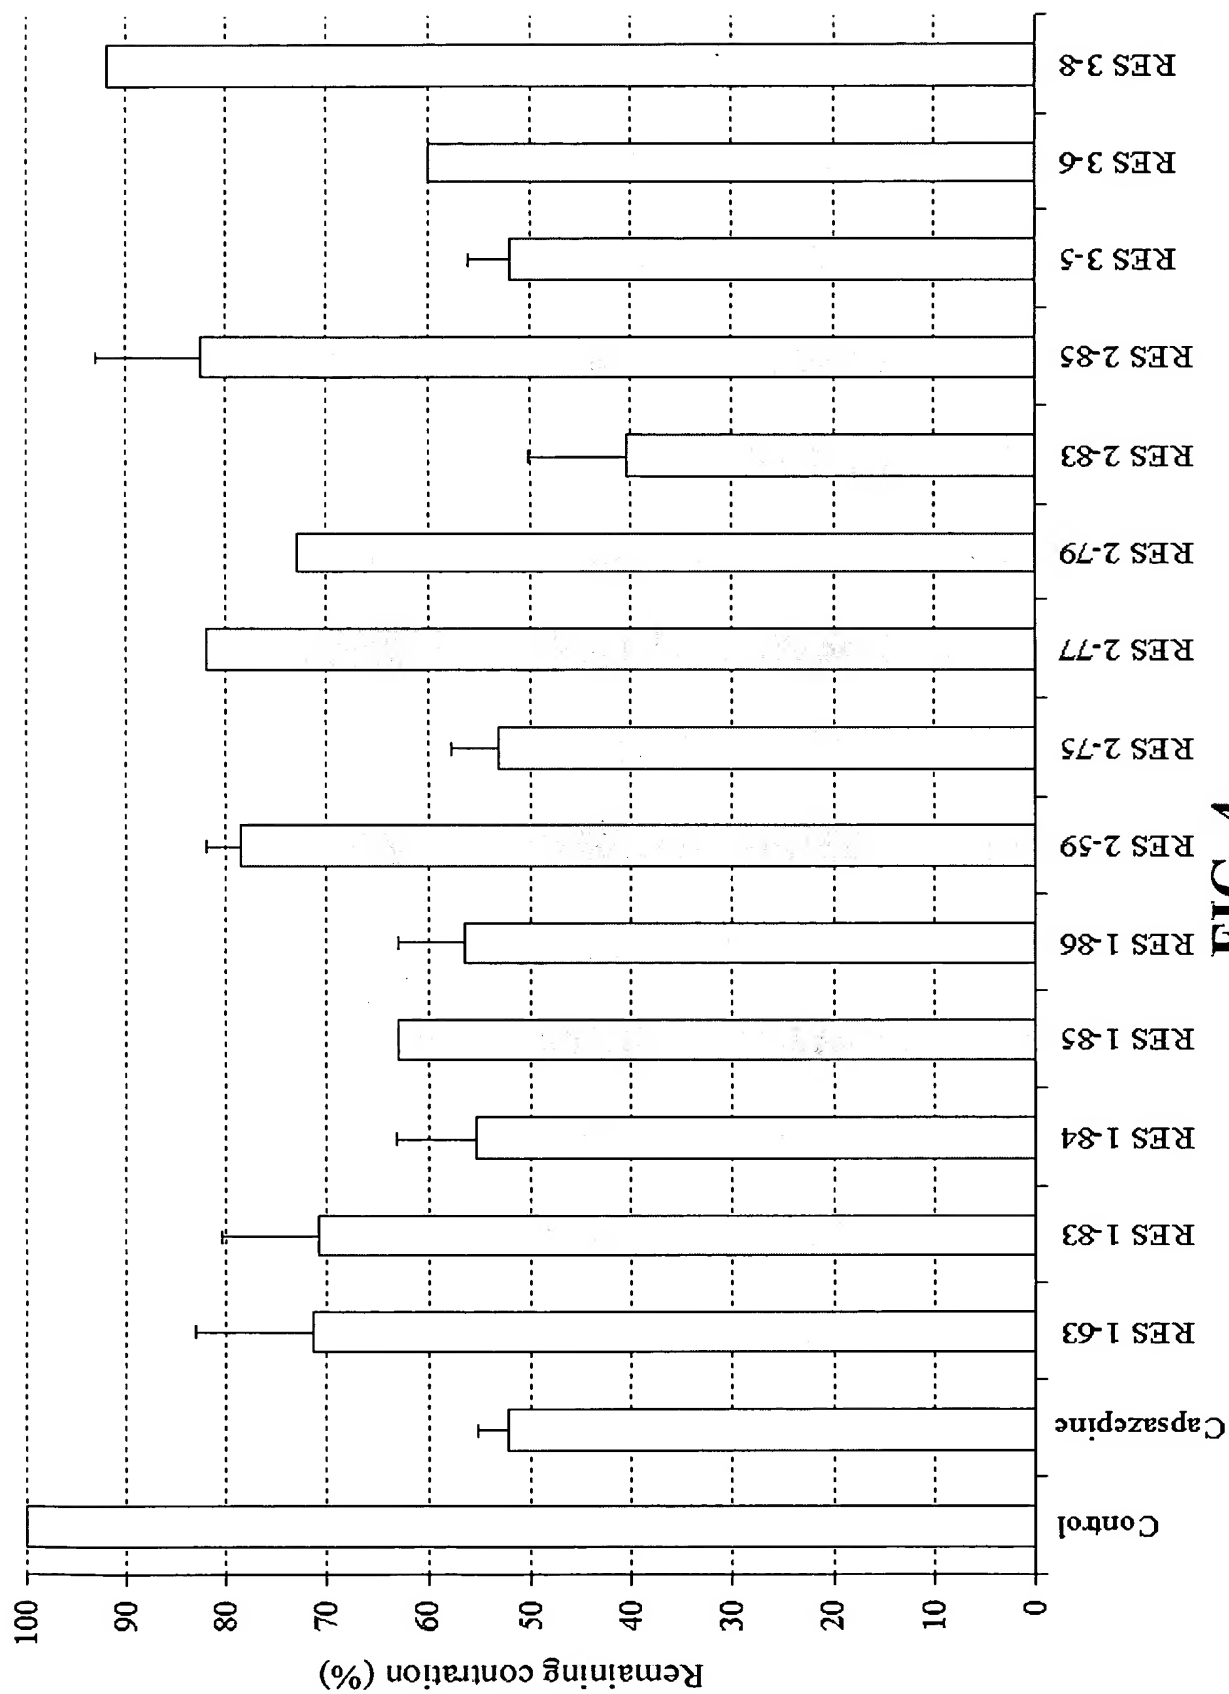 Remaining contration (%)
100
90
80
70
60
50
40
30
20
10
0
Control
Capsazepine
RES 1-63
RES 1-83
RES 1-84
RES 1-85
RES 1-86
RES 2-59
RES 2-75
RES 2-77
RES 2-79
RES 2-83
RES 2-85
RES 3-5
RES 3-6
RES 3-8